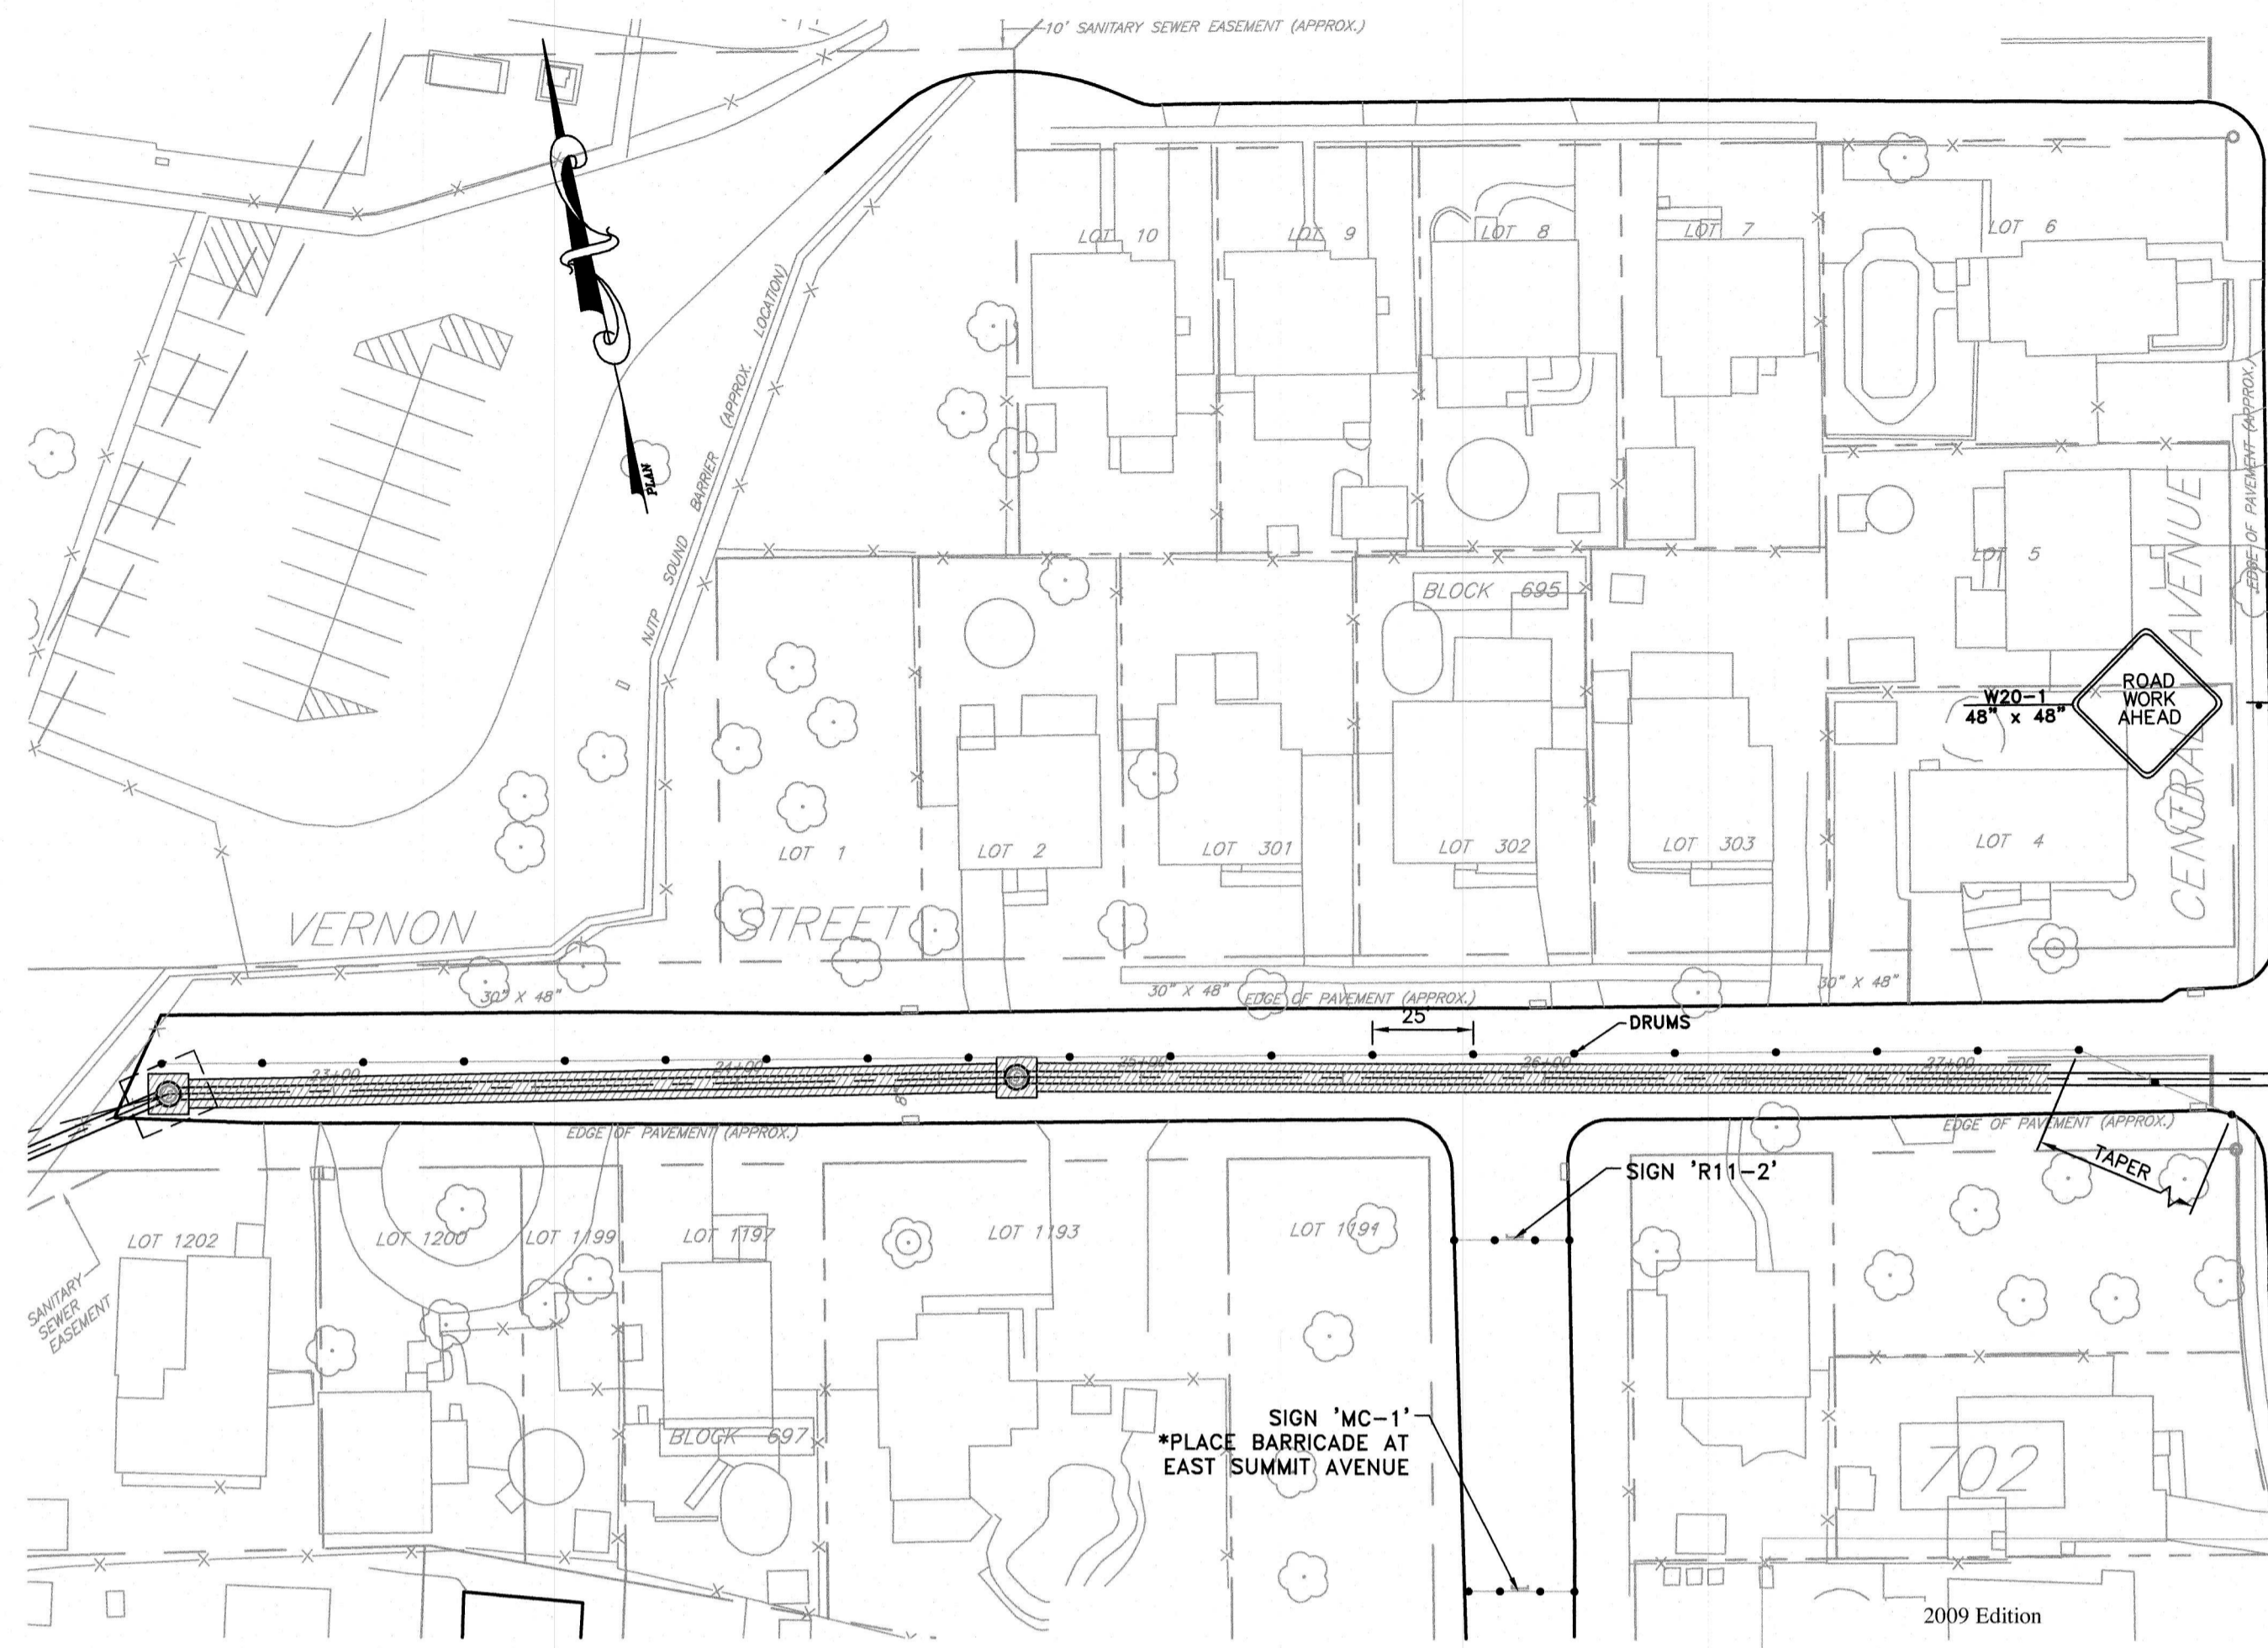 10' SANITARY SEWER EASEMENT (APPROX.)
LOT 10
LOT 9
LOT 8
LOT 7
LOT 6
PLAN
NJTP SOUND BARRIER (APPROX. LOCATION)
EDGE OF PAVEMENT (APPROX.)
LOT 5
BLOCK 695
CENTRAL AVENUE
W20-1
48" x 48"
ROAD
WORK
AHEAD
LOT 1
LOT 2
LOT 301
LOT 302
LOT 303
LOT 4
VERNON STREET
30" X 48"
30" X 48"
30" X 48"
EDGE OF PAVEMENT (APPROX.)
25'
DRUMS
23+00
24+00
25+00
26+00
27+00
8"
EDGE OF PAVEMENT (APPROX.)
EDGE OF PAVEMENT (APPROX.)
TAPER
SIGN 'R11-2'
LOT 1202
LOT 1200
LOT 1199
LOT 1197
LOT 1193
LOT 1191
SANITARY
SEWER
EASEMENT
SIGN 'MC-1'
*PLACE BARRICADE AT
EAST SUMMIT AVENUE
BLOCK 697
702
2009 Edition